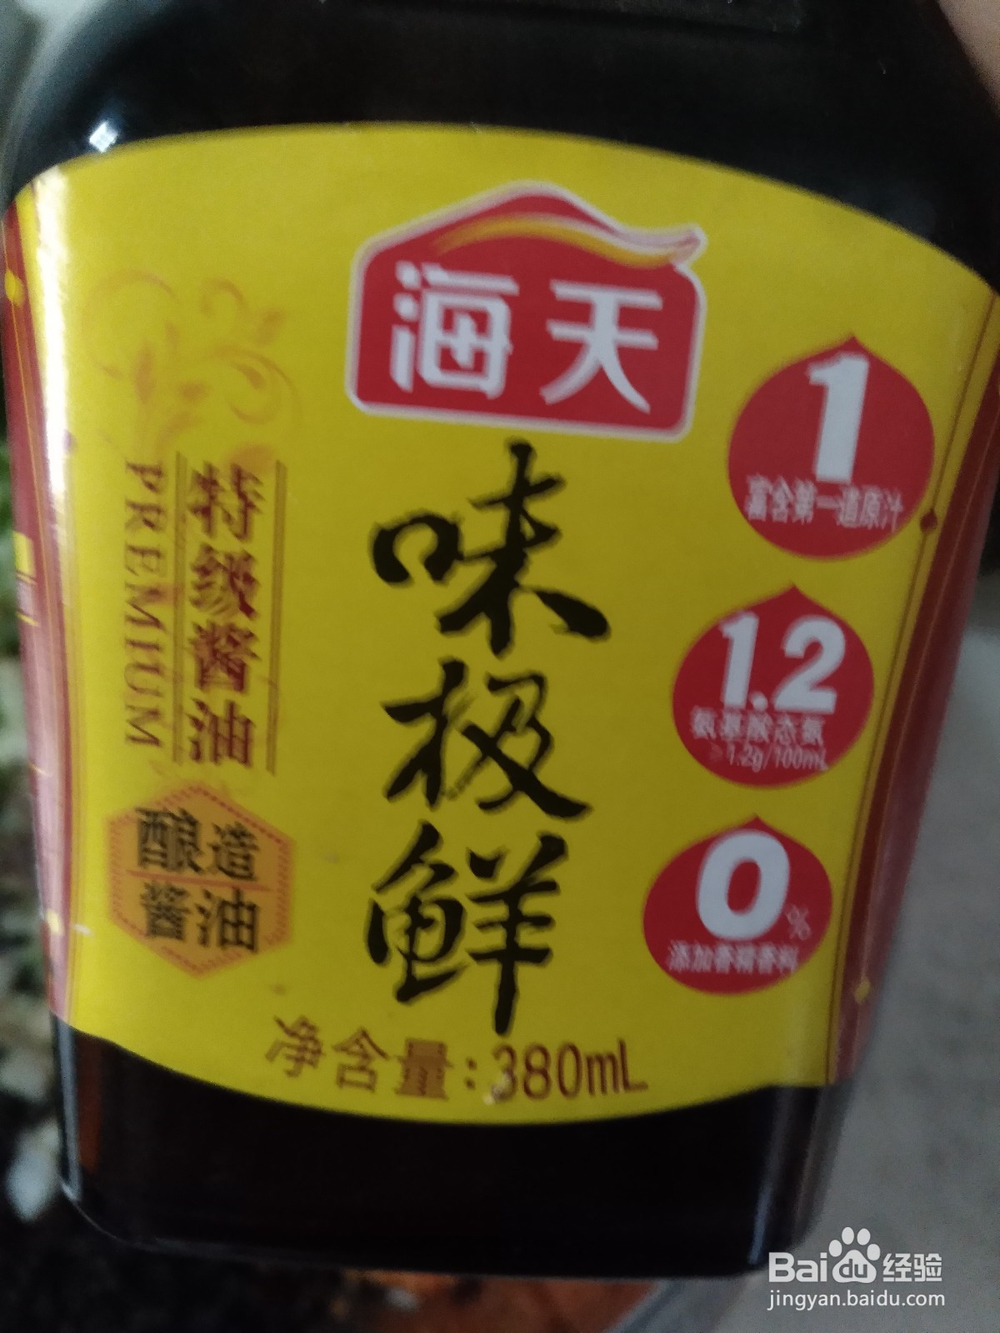 海天
味极鲜
特级酱油
PREMIUM
酿造
酱油
1
富含第一道原汁
1.2
氨基酸态氮
≥1.2g/100mL
0%
添加香精香料
净含量:380mL
Baidu经验
jingyan.baidu.com